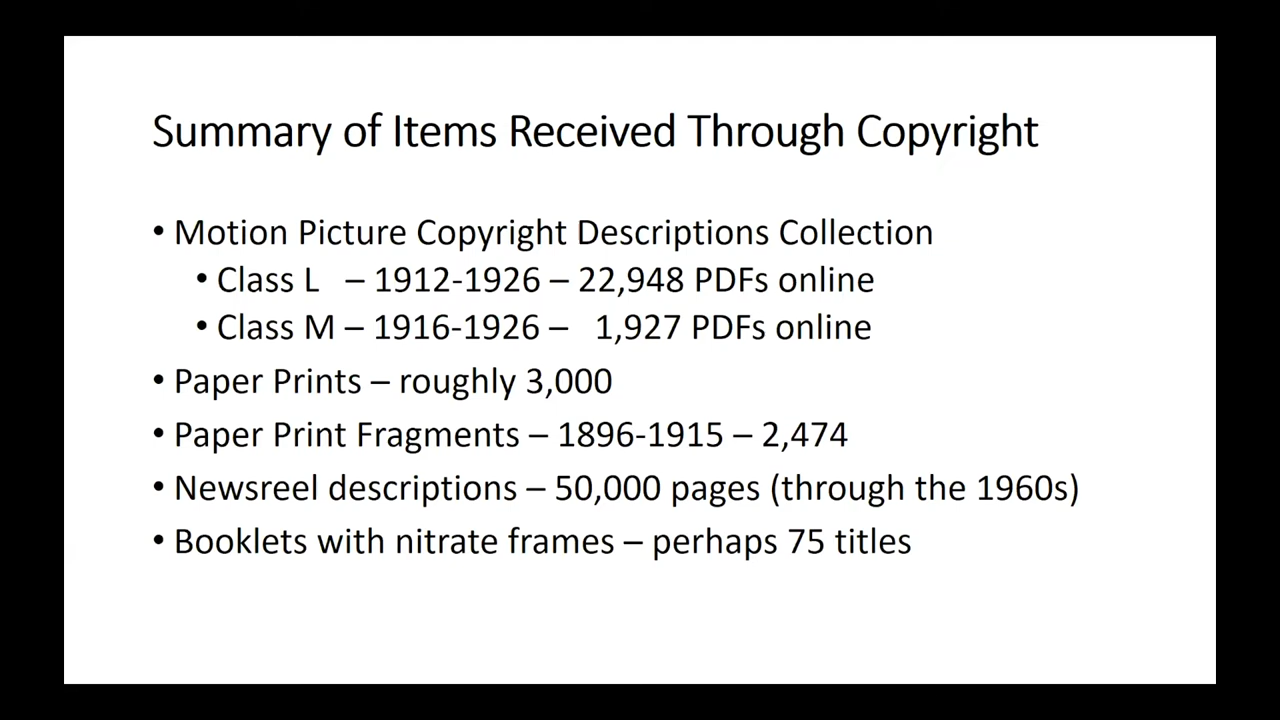 Summary of Items Received Through Copyright
• Motion Picture Copyright Descriptions Collection
• Class L – 1912-1926 – 22,948 PDFs online
• Class M – 1916-1926 – 1,927 PDFs online
• Paper Prints – roughly 3,000
• Paper Print Fragments – 1896-1915 – 2,474
• Newsreel descriptions – 50,000 pages (through the 1960s)
• Booklets with nitrate frames – perhaps 75 titles